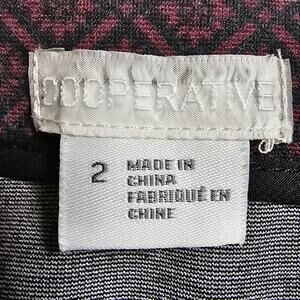 COOPERATIVE
2
MADE IN
CHINA
FABRIQUÉ EN
CHINE